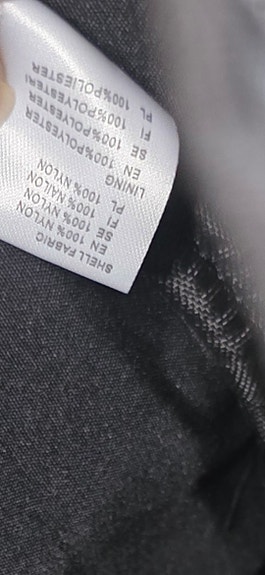 SHELL FABRIC
EN 100% NYLON
SE 100% NYLON
FI 100% NAILON
PL 100% NYLON
LINING
EN 100%POLYESTER
SE 100%POLYESTER
FI 100%POLYESTERI
PL 100%POLIESTER